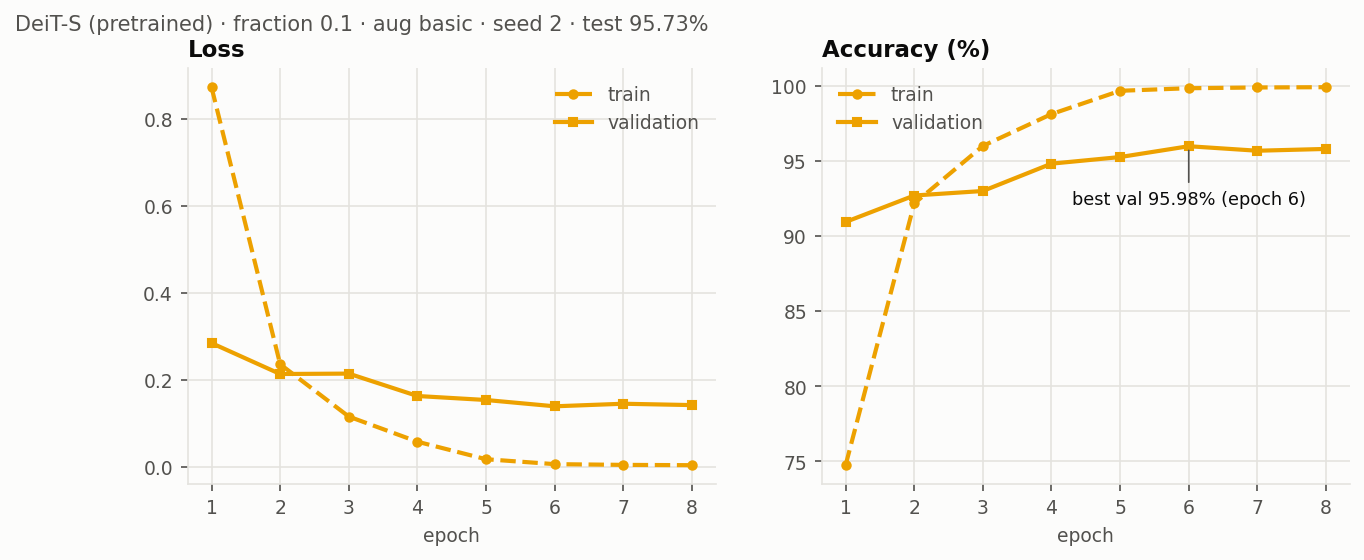 DeiT-S (pretrained) · fraction 0.1 · aug basic · seed 2 · test 95.73%
Loss
train
validation
0.8
0.6
0.4
0.2
0.0
1 2 3 4 5 6 7 8
epoch
Accuracy (%)
train
validation
best val 95.98% (epoch 6)
100
95
90
85
80
75
1 2 3 4 5 6 7 8
epoch